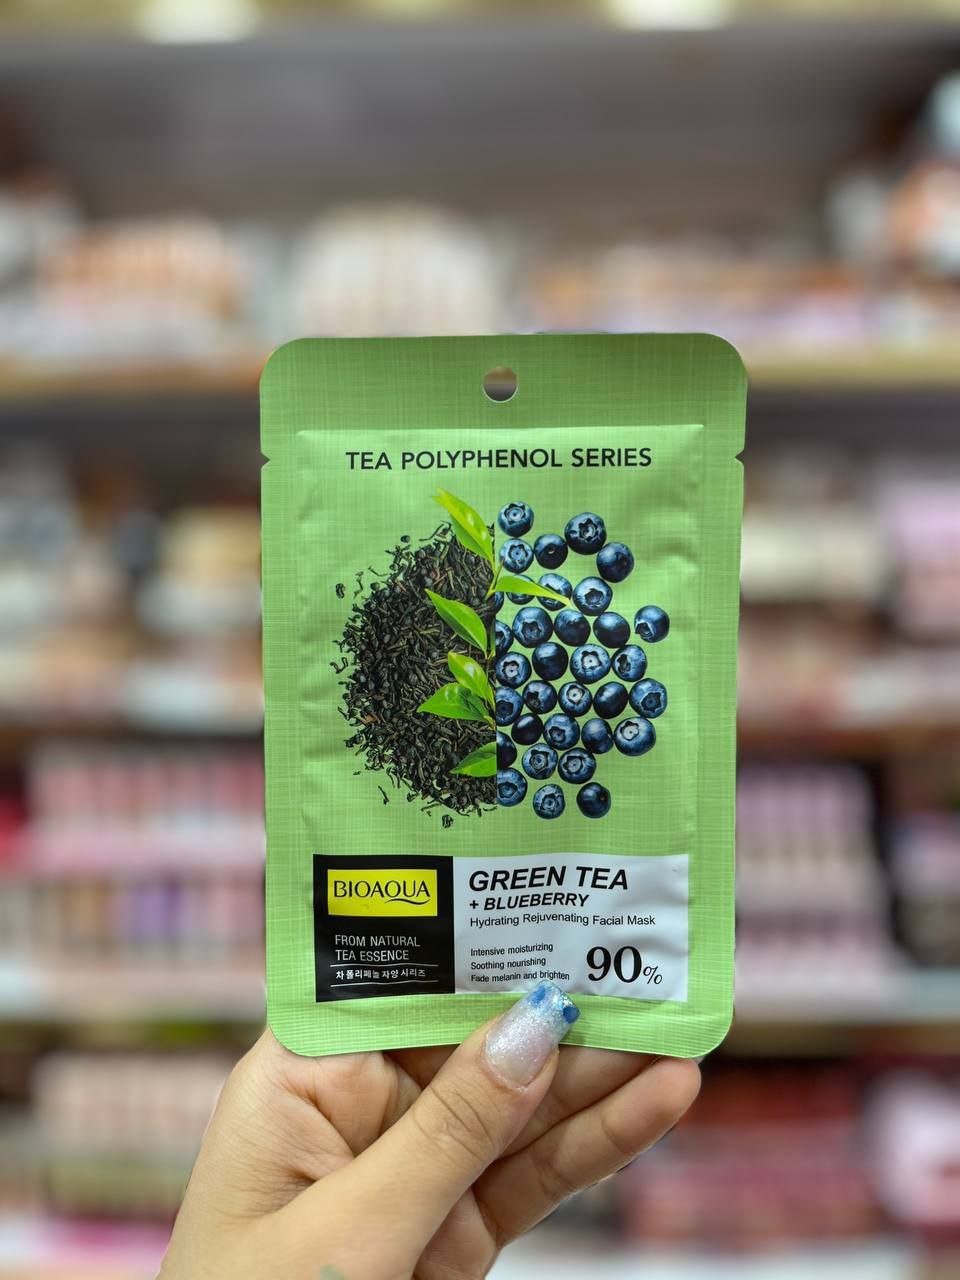 TEA POLYPHENOL SERIES
BIOAQUA
FROM NATURAL
TEA ESSENCE
차 폴리페놀 자양 시리즈
GREEN TEA
+ BLUEBERRY
Hydrating Rejuvenating Facial Mask
Intensive moisturizing
Soothing nourishing
Fade melanin and brighten
90%